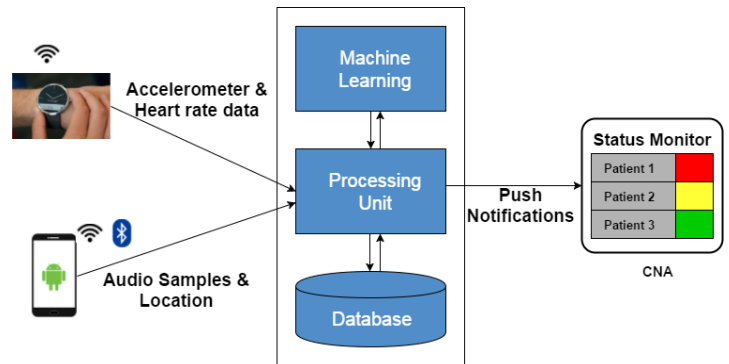 Machine
Learning
Accelerometer &
Heart rate data
Processing
Unit
Audio Samples &
Location
Database
Push
Notifications
Status Monitor
Patient 1
Patient 2
Patient 3
CNA